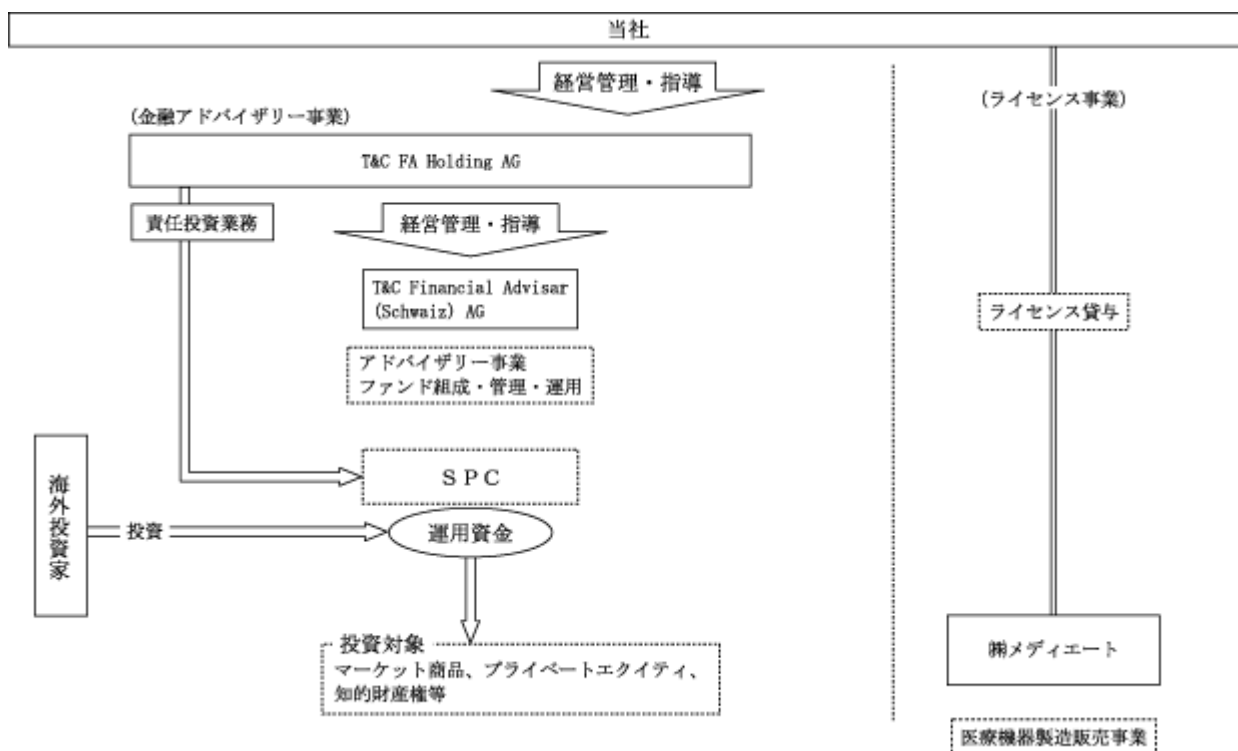 当社
経営管理・指導
(金融アドバイザリー事業)
T&C FA Holding AG
責任投資業務
経営管理・指導
T&C Financial Advisar
(Schwaiz) AG
アドバイザリー事業
ファンド組成・管理・運用
SPC
海外投資家
投資
運用資金
投資対象
マーケット商品、プライベートエクイティ、
知的財産権等
(ライセンス事業)
ライセンス貸与
㈱メディエート
医療機器製造販売事業